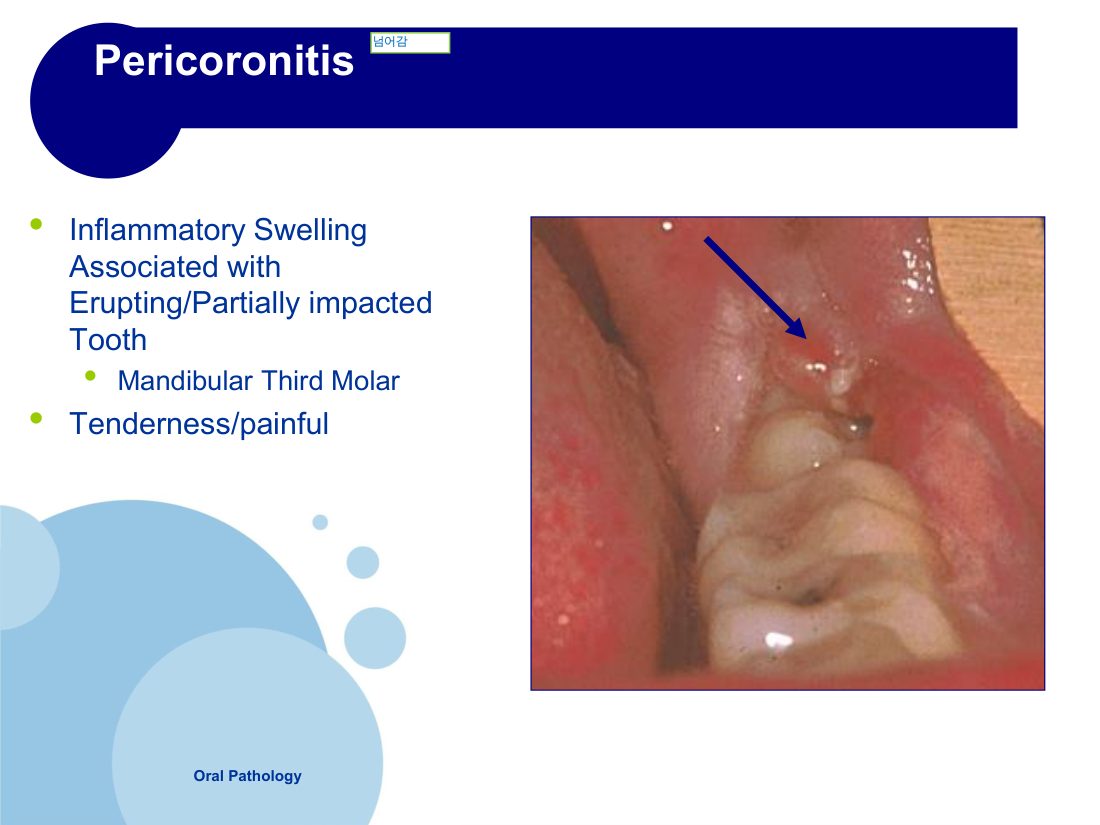 Pericoronitis
넘어감
Inflammatory Swelling
Associated with
Erupting/Partially impacted
Tooth
Mandibular Third Molar
Tenderness/painful
Oral Pathology